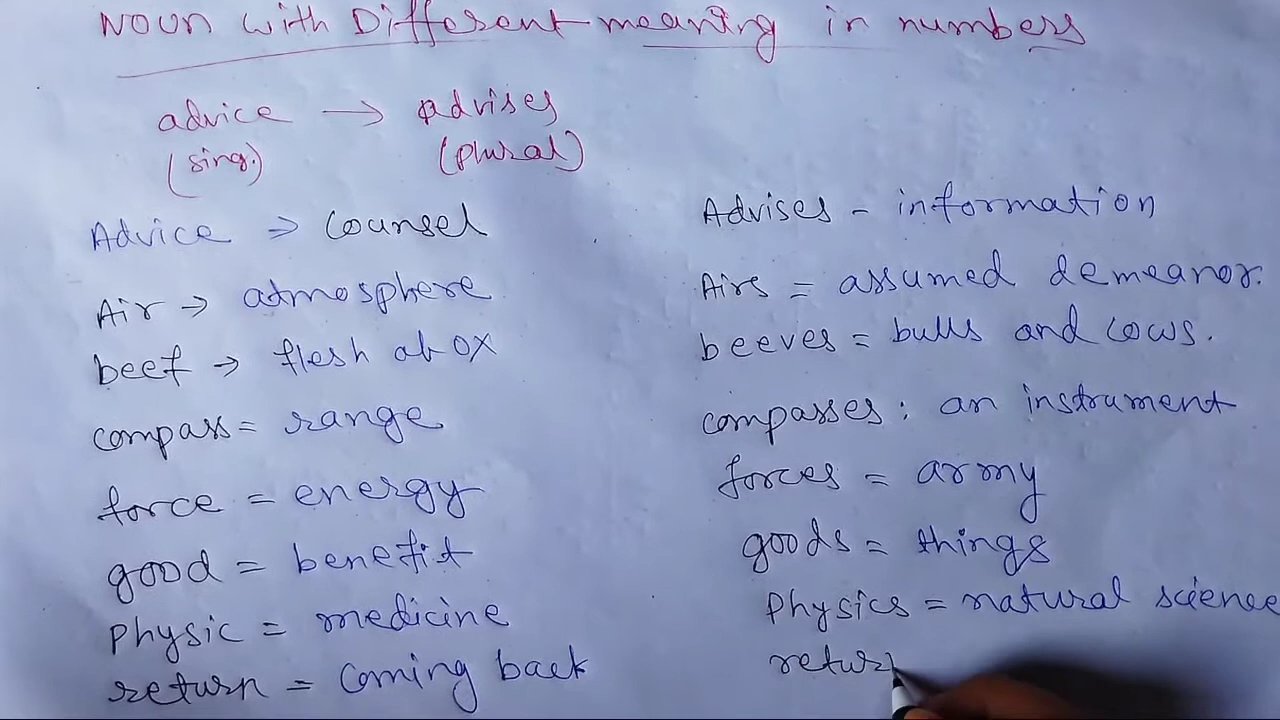 NOUN with Different meaning in numbers
advice → advises
(sing.) (plural)
Advice ⇒ Counsel
Advises - information
Air → atmosphere
Airs = assumed demeanor.
beef → flesh of ox
beeves = bulls and cows.
compass = range
compasses : an instrument
force = energy
forces = army
good = benefit
goods = things
Physic = medicine
Physics = natural science
return = Coming back
return